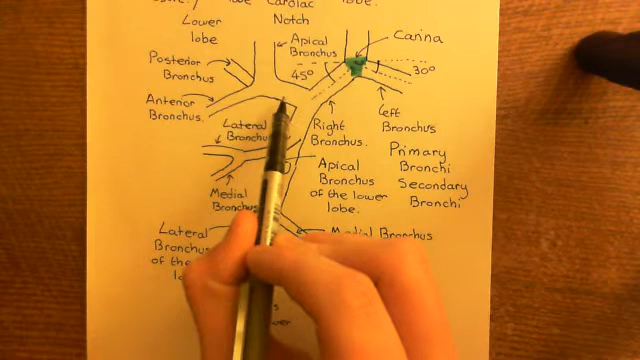 lobe
Cardiac
lobe.
Notch
Lower
lobe
Apical
Bronchus
Carina
Posterior
Bronchus
45°
30°
Anterior
Bronchus.
Left
Bronchus
Lateral
Bronchus
Right
Bronchus.
Primary
Bronchi
Secondary
Bronchi
Apical
Bronchus
of the lower
lobe.
Medial
Bronchus
Lateral
Bronchus
of the
Medial Bronchus